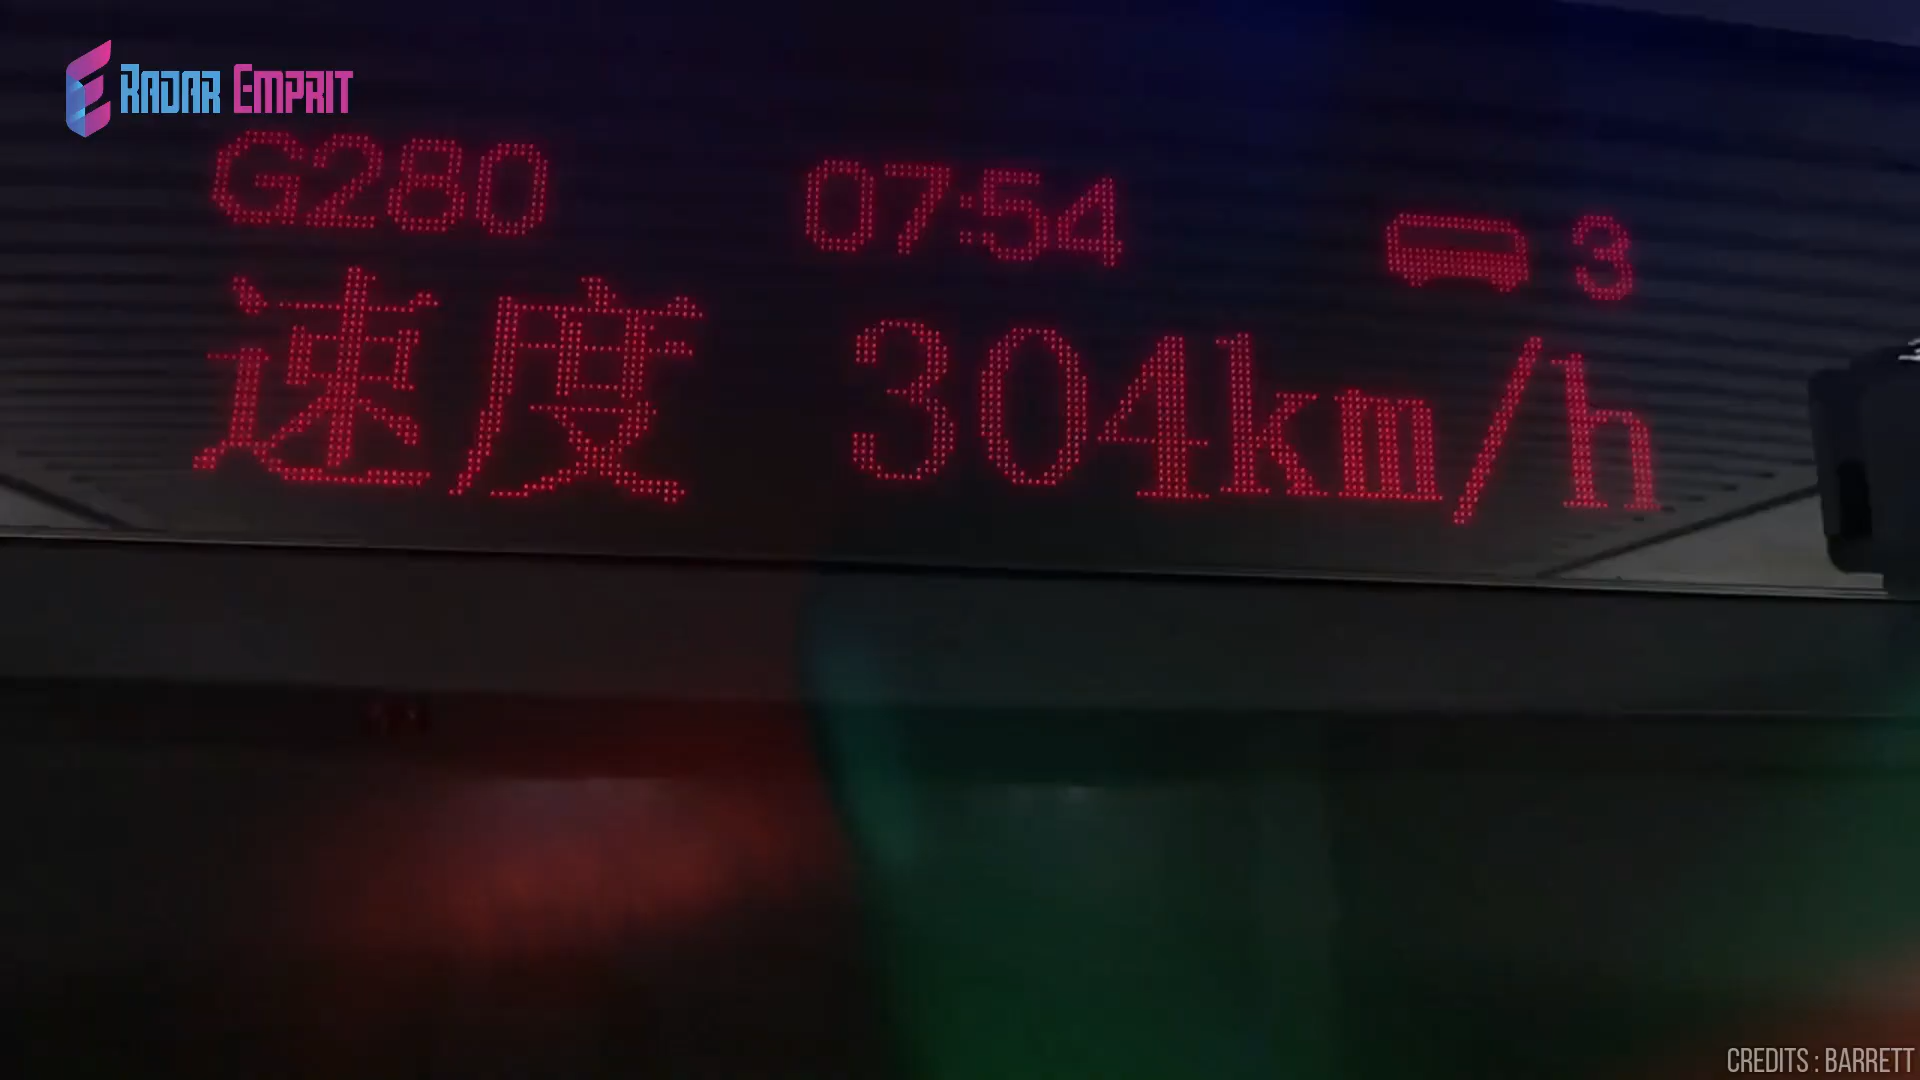 RADAR EMPRIT
G280 07:54 3
速度 304km/h
CREDITS : BARRETT